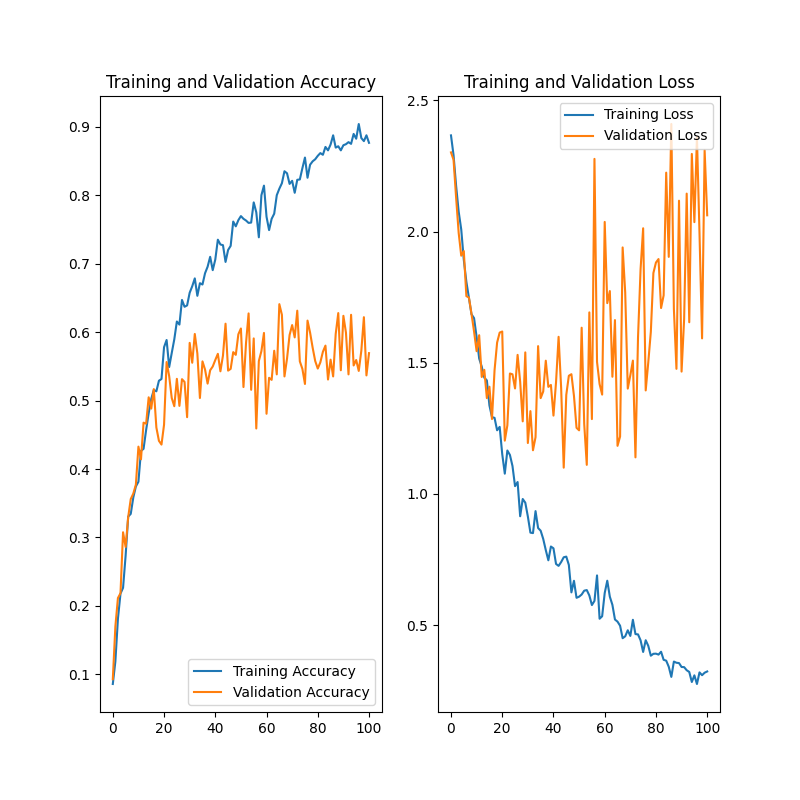 Training and Validation Accuracy
0.9
0.8
0.7
0.6
0.5
0.4
0.3
0.2
0.1
0 20 40 60 80 100
Training Accuracy
Validation Accuracy
Training and Validation Loss
2.5
2.0
1.5
1.0
0.5
0 20 40 60 80 100
Training Loss
Validation Loss